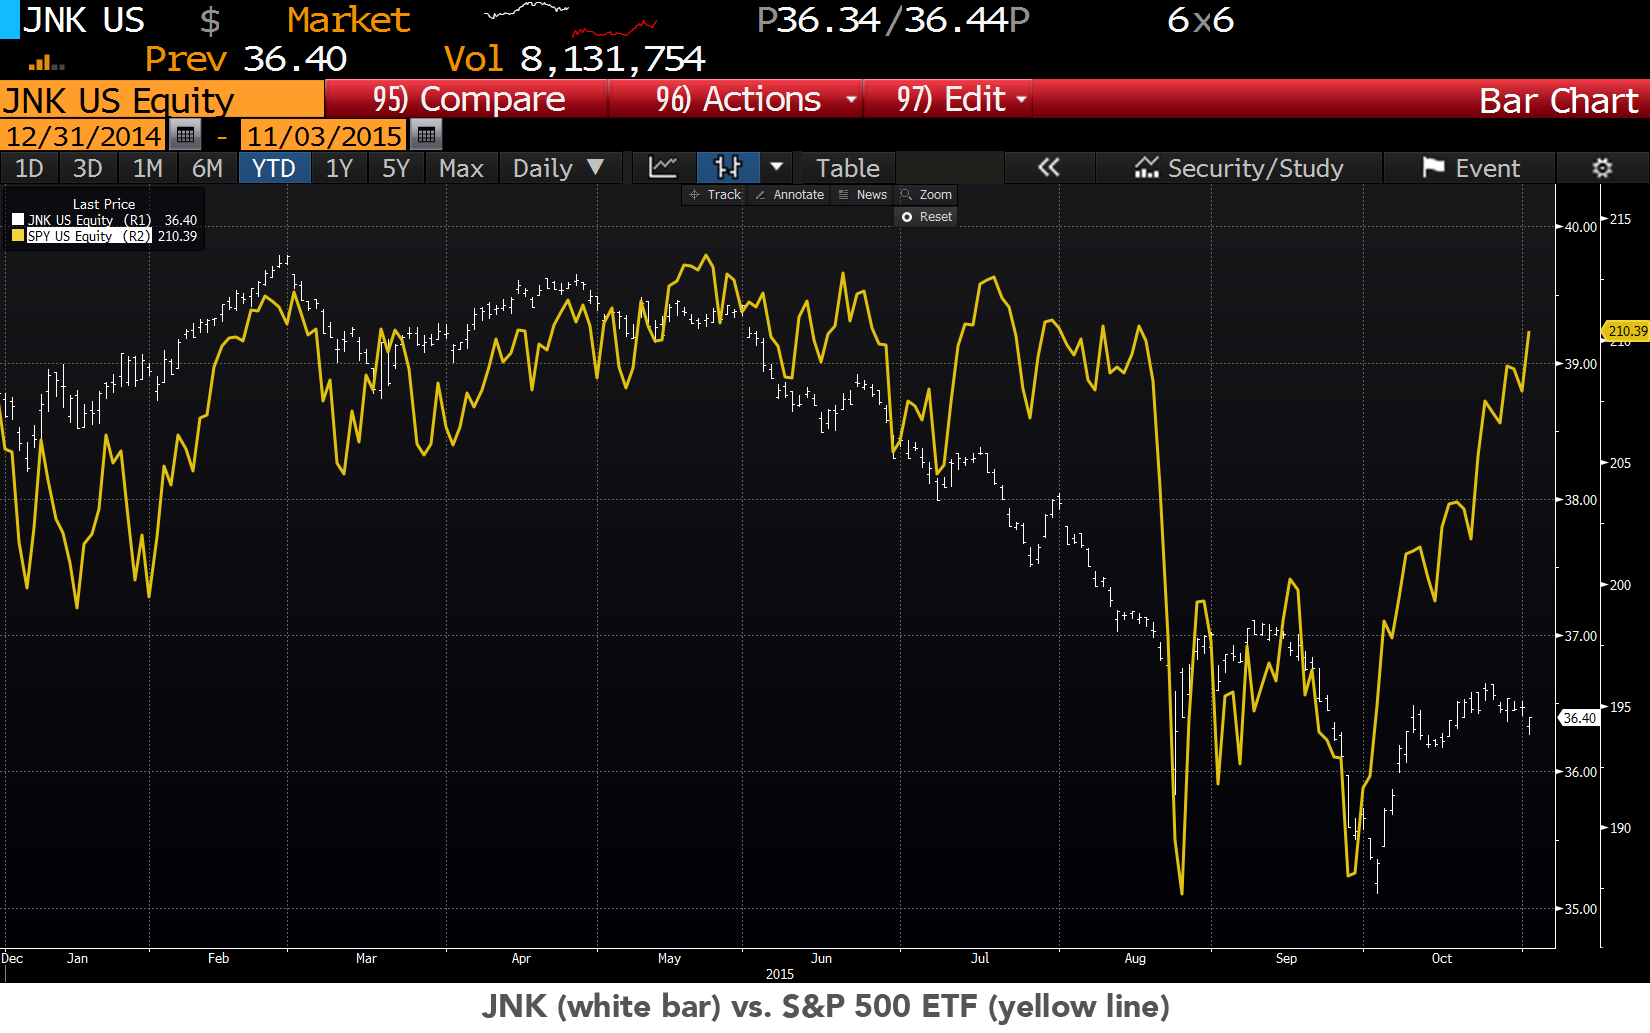 JNK US $ Market P36.34/36.44P 6x6
Prev 36.40 Vol 8,131,754
JNK US Equity 95) Compare 96) Actions 97) Edit Bar Chart
12/31/2014 - 11/03/2015
1D 3D 1M 6M YTD 1Y 5Y Max Daily ▼ Table « Security/Study Event
Track Annotate News Zoom
Reset
Last Price
JNK US Equity (R1) 36.40
SPY US Equity (R2) 210.39
40.00
39.00
38.00
37.00
36.40
36.00
35.00
215
210.39
210
205
200
195
190
Dec Jan Feb Mar Apr May Jun Jul Aug Sep Oct
2015
JNK (white bar) vs. S&P 500 ETF (yellow line)